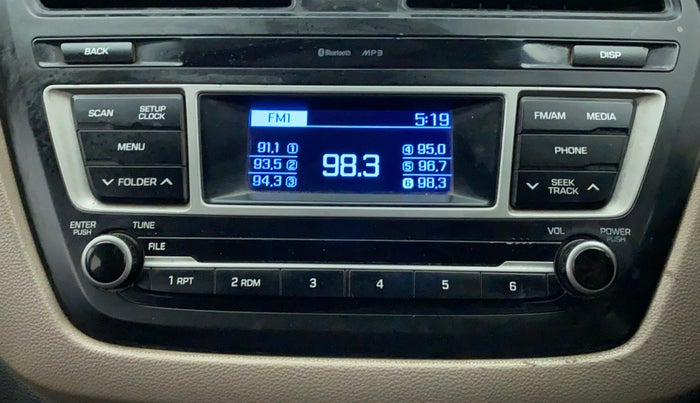 BACK
Bluetooth MP3
DISP
SCAN SETUP CLOCK
MENU
FOLDER
FM1 5:19
91,1 1 4 95,0
93,5 2 5 96,7
94,3 3 6 98,3
98.3
FM/AM MEDIA
PHONE
SEEK TRACK
ENTER PUSH TUNE
FILE
VOL POWER PUSH
1 RPT 2 RDM 3 4 5 6